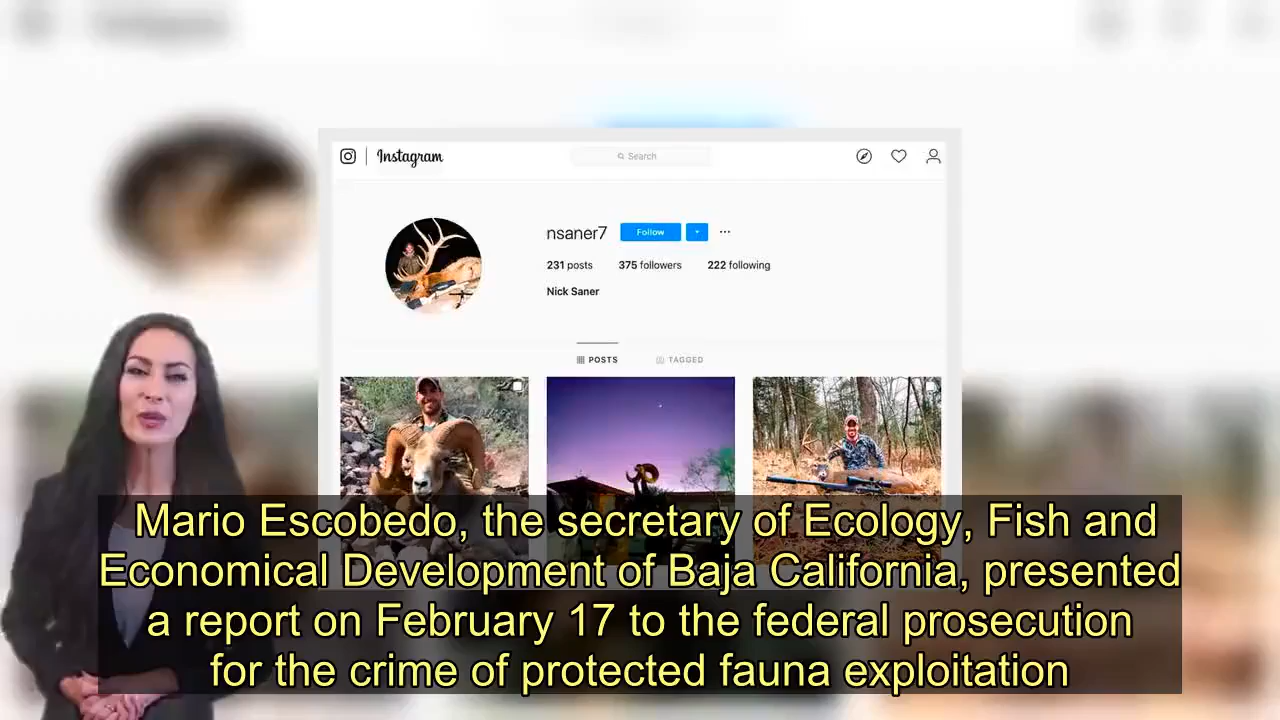 Instagram
Search
nsaner7 Follow ...
231 posts 375 followers 222 following
Nick Saner
POSTS TAGGED
Mario Escobedo, the secretary of Ecology, Fish and
Economical Development of Baja California, presented
a report on February 17 to the federal prosecution
for the crime of protected fauna exploitation